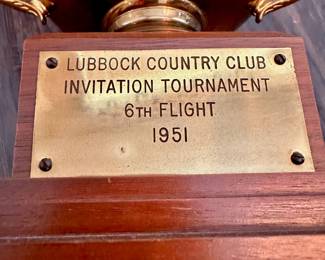 LUBBOCK COUNTRY CLUB
INVITATION TOURNAMENT
6TH FLIGHT
1951